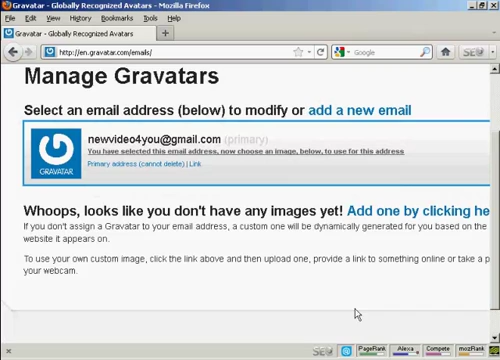 Gravatar - Globally Recognized Avatars - Mozilla Firefox
File Edit View History Bookmarks Tools Help
Gravatar - Globally Recognized Avatars
http://en.gravatar.com/emails/
Google
Manage Gravatars
Select an email address (below) to modify or add a new email
newvideo4you@gmail.com (primary)
You have selected this email address, now choose an image, below, to use for this address
Primary address (cannot delete) | Link
GRAVATAR
Whoops, looks like you don't have any images yet! Add one by clicking he
If you don't assign a Gravatar to your email address, a custom one will be dynamically generated for you based on the
website it appears on.
To use your own custom image, click the link above and then upload one, provide a link to something online or take a p
your webcam.
PageRank Alexa Compete mozRank